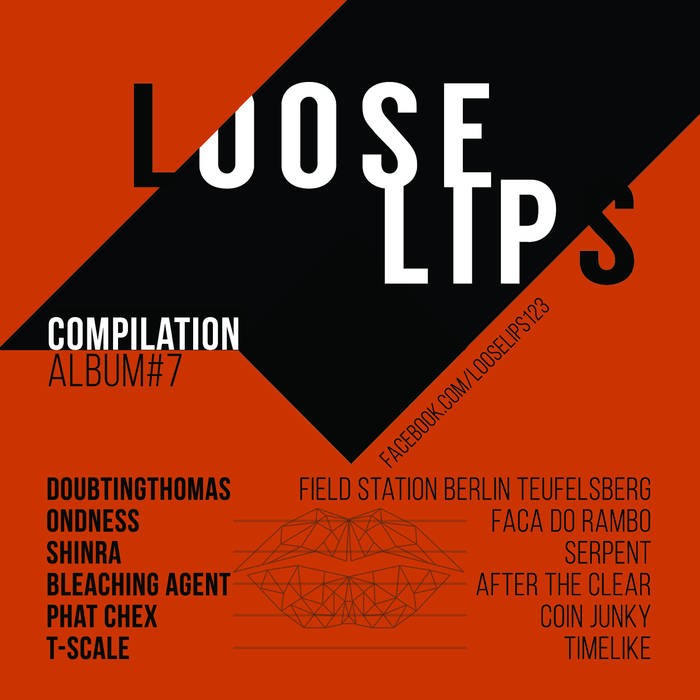 LOOSE
LIPS
COMPILATION
ALBUM#7
FACEBOOK.COM/LOOSELIPS123
DOUBTINGTHOMAS FIELD STATION BERLIN TEUFELSBERG
ONDNESS FACA DO RAMBO
SHINRA SERPENT
BLEACHING AGENT AFTER THE CLEAR
PHAT CHEX COIN JUNKY
T-SCALE TIMELIKE